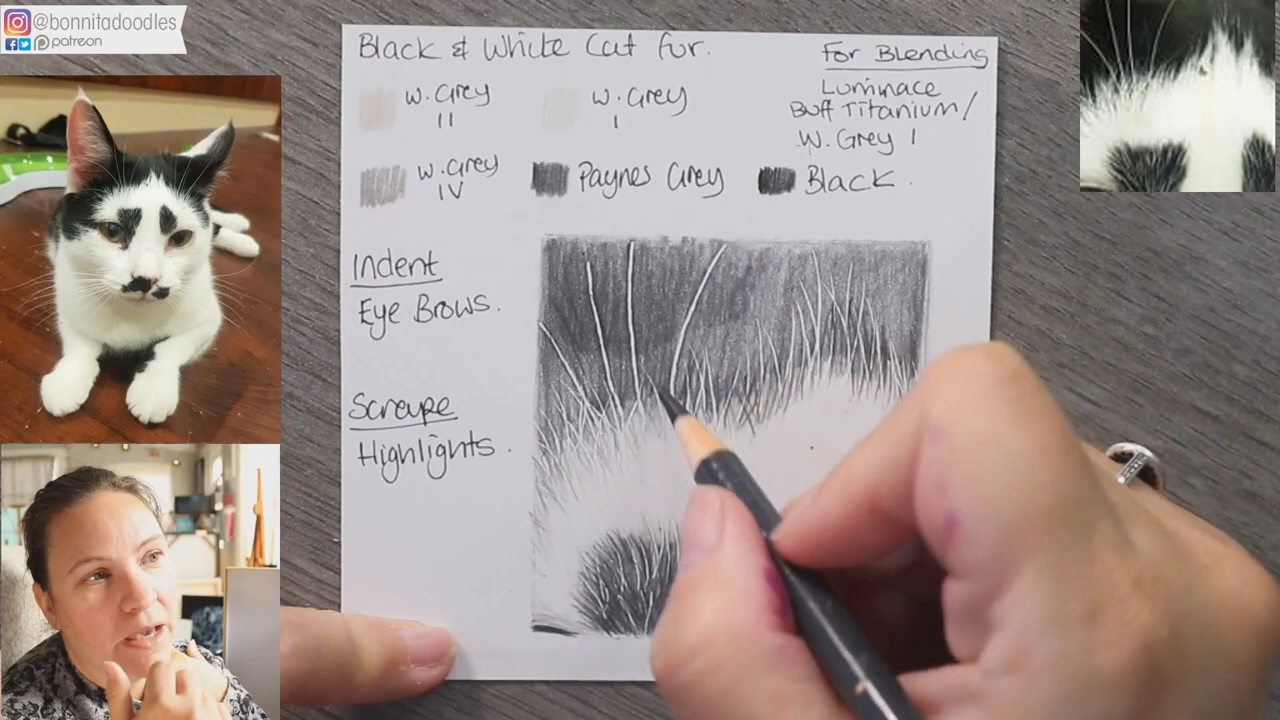 @bonnitadoodles
patreon
Black & White Cat fur.
W. Grey
II
W. Grey
I
For Blending
Luminace
Buff Titanium/
W. Grey I
W. Grey
IV
Paynes Grey
Black.
Indent
Eye Brows.
Scrape
Highlights.